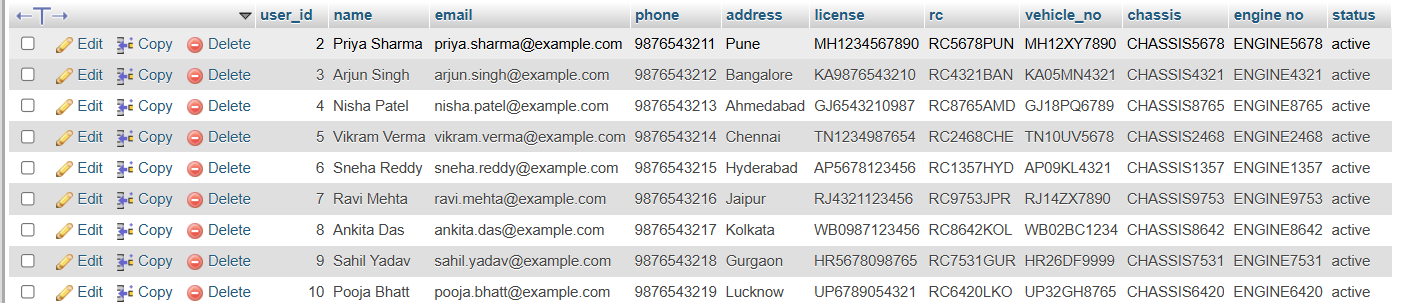 user_id name email phone address license rc vehicle_no chassis engine no status
Edit Copy Delete 2 Priya Sharma priya.sharma@example.com 9876543211 Pune MH1234567890 RC5678PUN MH12XY7890 CHASSIS5678 ENGINE5678 active
Edit Copy Delete 3 Arjun Singh arjun.singh@example.com 9876543212 Bangalore KA9876543210 RC4321BAN KA05MN4321 CHASSIS4321 ENGINE4321 active
Edit Copy Delete 4 Nisha Patel nisha.patel@example.com 9876543213 Ahmedabad GJ6543210987 RC8765AMD GJ18PQ6789 CHASSIS8765 ENGINE8765 active
Edit Copy Delete 5 Vikram Verma vikram.verma@example.com 9876543214 Chennai TN1234987654 RC2468CHE TN10UV5678 CHASSIS2468 ENGINE2468 active
Edit Copy Delete 6 Sneha Reddy sneha.reddy@example.com 9876543215 Hyderabad AP5678123456 RC1357HYD AP09KL4321 CHASSIS1357 ENGINE1357 active
Edit Copy Delete 7 Ravi Mehta ravi.mehta@example.com 9876543216 Jaipur RJ4321123456 RC9753JPR RJ14ZX7890 CHASSIS9753 ENGINE9753 active
Edit Copy Delete 8 Ankita Das ankita.das@example.com 9876543217 Kolkata WB0987123456 RC8642KOL WB02BC1234 CHASSIS8642 ENGINE8642 active
Edit Copy Delete 9 Sahil Yadav sahil.yadav@example.com 9876543218 Gurgaon HR5678098765 RC7531GUR HR26DF9999 CHASSIS7531 ENGINE7531 active
Edit Copy Delete 10 Pooja Bhatt pooja.bhatt@example.com 9876543219 Lucknow UP6789054321 RC6420LKO UP32GH8765 CHASSIS6420 ENGINE6420 active